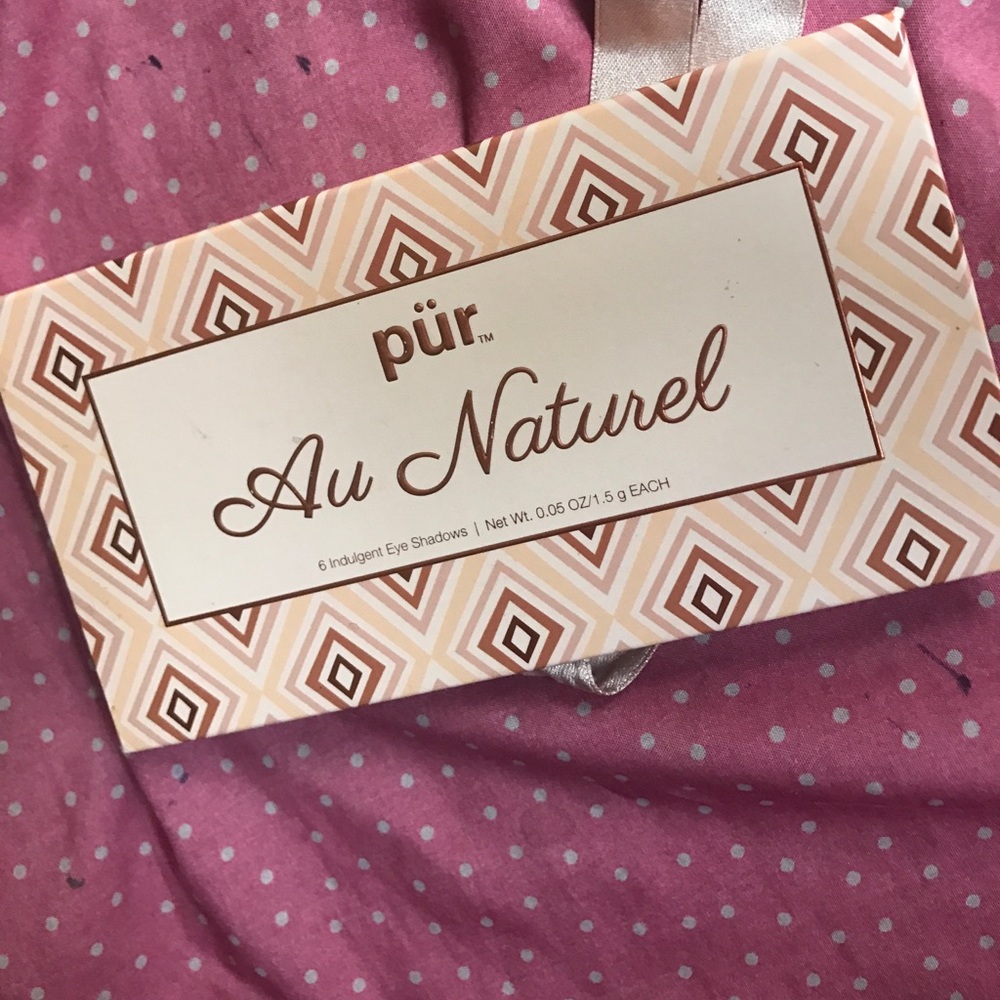 pür™
Au Naturel
6 Indulgent Eye Shadows | Net Wt. 0.05 OZ/1.5 g EACH